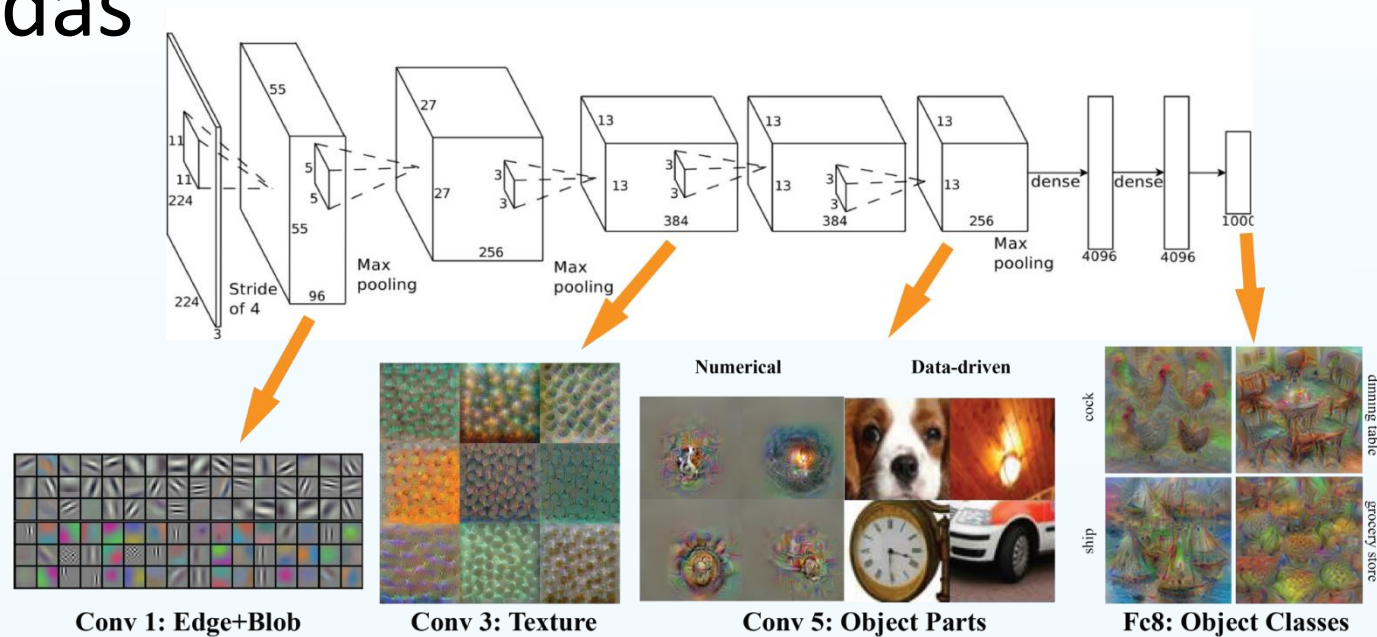 das
55
27
13
13
13
11
11
224
5
5
55
3
3
27
3
3
13
3
3
13
13
dense
dense
384
384
256
256
1000
4096
4096
Max
pooling
Max
pooling
Max
pooling
Stride
of 4
96
224
3
Numerical
Data-driven
cock
dinning table
ship
grocery store
Conv 1: Edge+Blob
Conv 3: Texture
Conv 5: Object Parts
Fc8: Object Classes